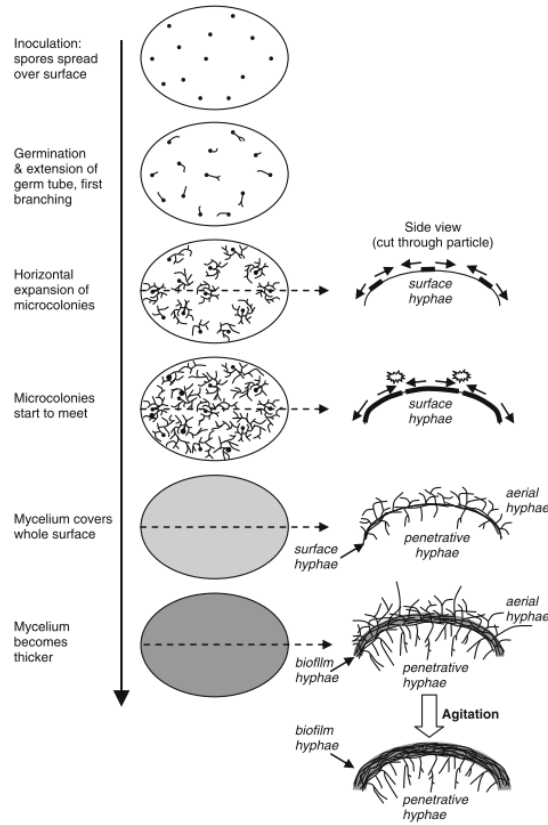 Inoculation:
spores spread
over surface
Germination
& extension of
germ tube, first
branching
Side view
(cut through particle)
Horizontal
expansion of
microcolonies
surface
hyphae
Microcolonies
start to meet
surface
hyphae
Mycelium covers
whole surface
aerial
hyphae
penetrative
hyphae
surface
hyphae
Mycelium
becomes
thicker
aerial
hyphae
biofilm
hyphae
penetrative
hyphae
Agitation
biofilm
hyphae
penetrative
hyphae